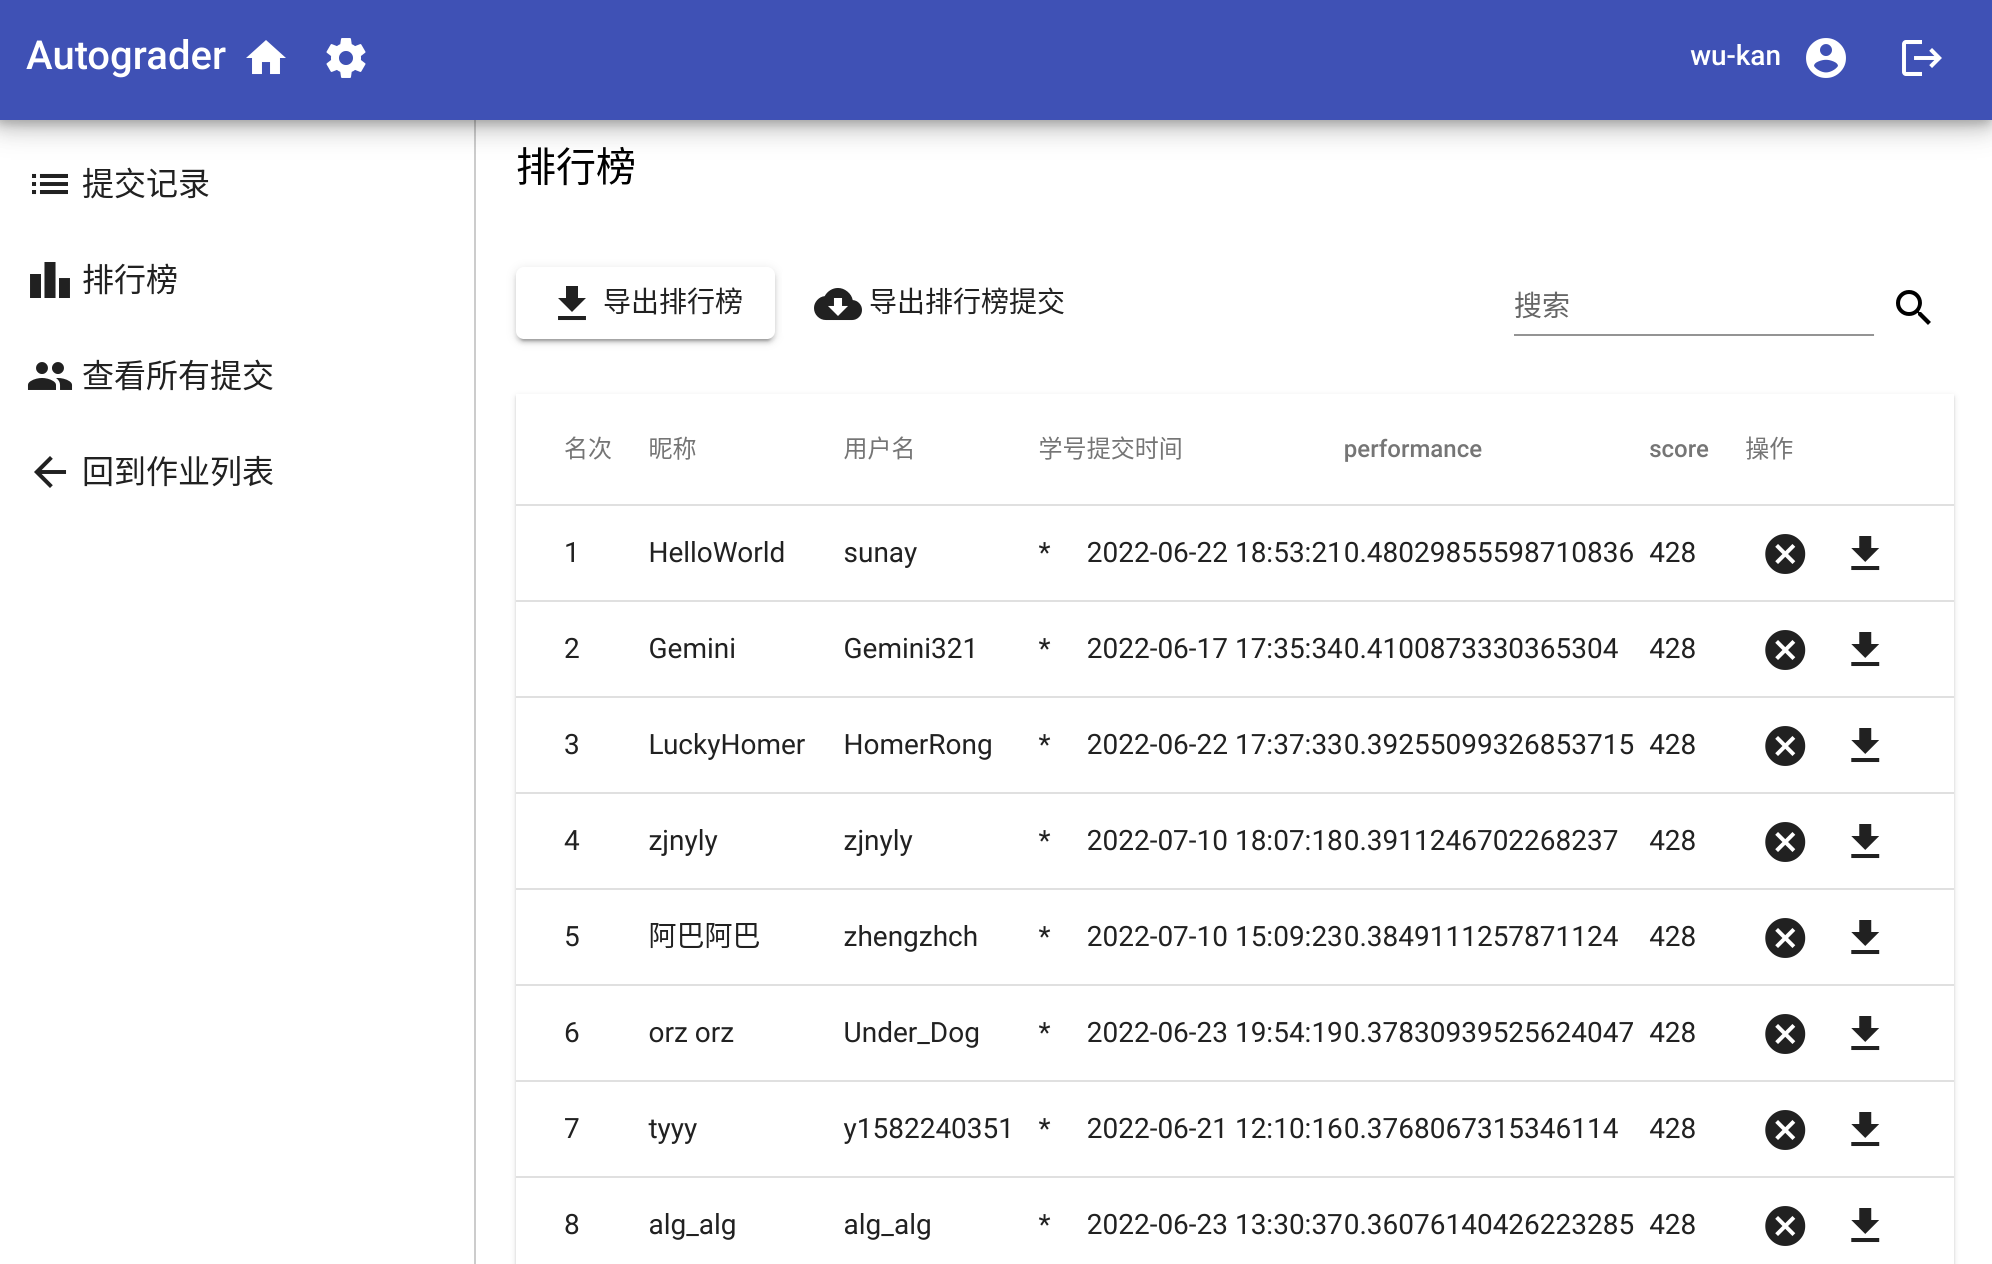 Autograder
wu-kan
提交记录
排行榜
查看所有提交
回到作业列表
排行榜
导出排行榜
导出排行榜提交
搜索
名次 昵称 用户名 学号 提交时间 performance score 操作
1 HelloWorld sunay * 2022-06-22 18:53:21 0.48029855598710836 428
2 Gemini Gemini321 * 2022-06-17 17:35:34 0.4100873330365304 428
3 LuckyHomer HomerRong * 2022-06-22 17:37:33 0.39255099326853715 428
4 zjnyly zjnyly * 2022-07-10 18:07:18 0.3911246702268237 428
5 阿巴阿巴 zhengzhch * 2022-07-10 15:09:23 0.3849111257871124 428
6 orz orz Under_Dog * 2022-06-23 19:54:19 0.37830939525624047 428
7 tyyy y1582240351 * 2022-06-21 12:10:16 0.3768067315346114 428
8 alg_alg alg_alg * 2022-06-23 13:30:37 0.36076140426223285 428